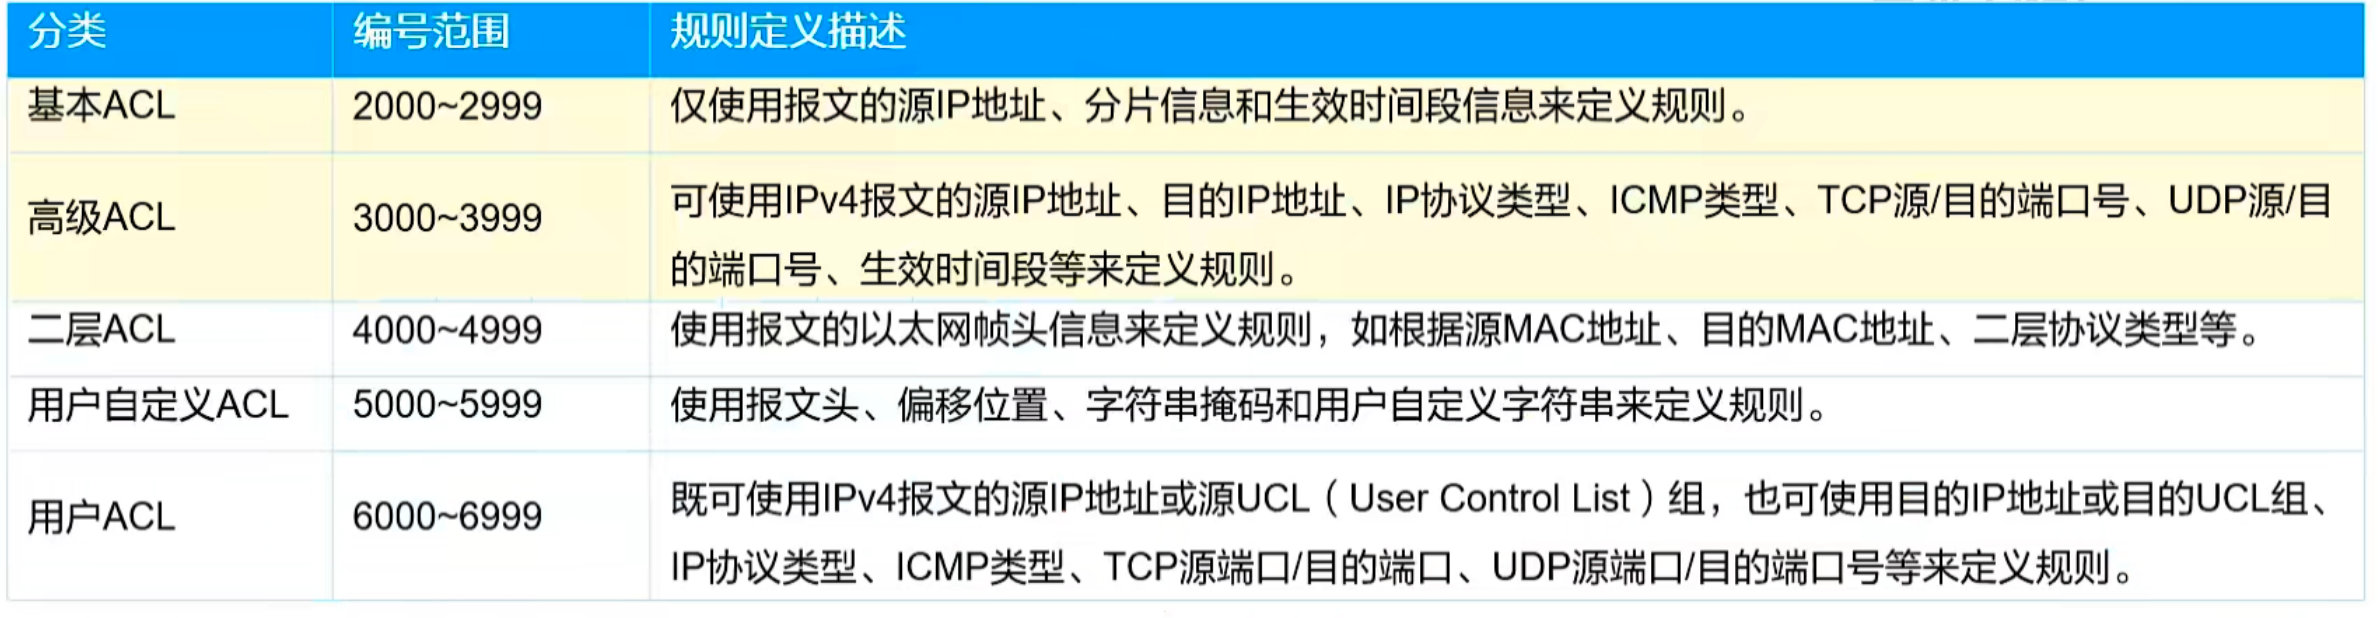 分类 编号范围 规则定义描述
基本ACL 2000~2999 仅使用报文的源IP地址、分片信息和生效时间段信息来定义规则。
高级ACL 3000~3999 可使用IPv4报文的源IP地址、目的IP地址、IP协议类型、ICMP类型、TCP源/目的端口号、UDP源/目
的端口号、生效时间段等来定义规则。
二层ACL 4000~4999 使用报文的以太网帧头信息来定义规则，如根据源MAC地址、目的MAC地址、二层协议类型等。
用户自定义ACL 5000~5999 使用报文头、偏移位置、字符串掩码和用户自定义字符串来定义规则。
用户ACL 6000~6999 既可使用IPv4报文的源IP地址或源UCL（User Control List）组，也可使用目的IP地址或目的UCL组、
IP协议类型、ICMP类型、TCP源端口/目的端口、UDP源端口/目的端口号等来定义规则。